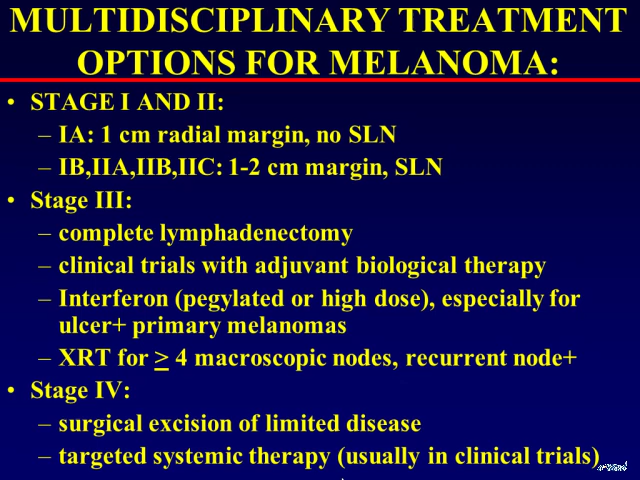 MULTIDISCIPLINARY TREATMENT
OPTIONS FOR MELANOMA:
• STAGE I AND II:
– IA: 1 cm radial margin, no SLN
– IB,IIA,IIB,IIC: 1-2 cm margin, SLN
• Stage III:
– complete lymphadenectomy
– clinical trials with adjuvant biological therapy
– Interferon (pegylated or high dose), especially for
ulcer+ primary melanomas
– XRT for ≥ 4 macroscopic nodes, recurrent node+
• Stage IV:
– surgical excision of limited disease
– targeted systemic therapy (usually in clinical trials)